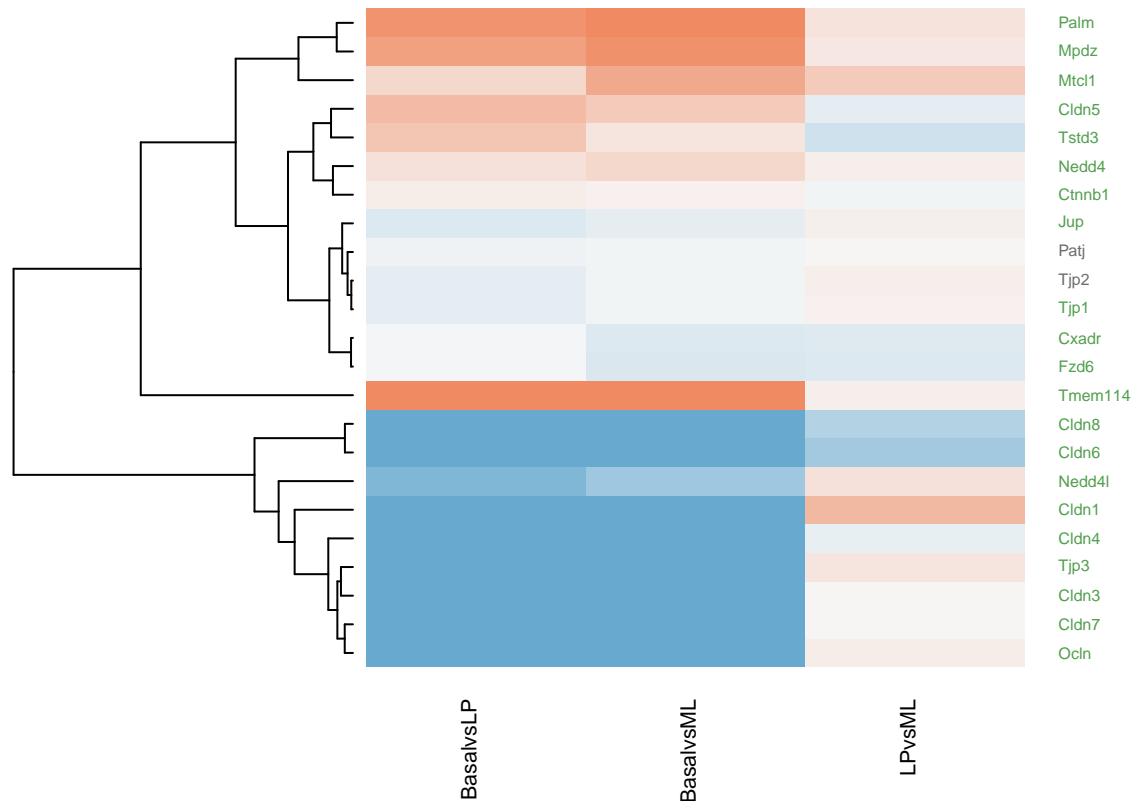 Palm
Mpdz
Mtcl1
Cldn5
Tstd3
Nedd4
Ctnnb1
Jup
Patj
Tjp2
Tjp1
Cxadr
Fzd6
Tmem114
Cldn8
Cldn6
Nedd4l
Cldn1
Cldn4
Tjp3
Cldn3
Cldn7
Ocln
BasalvsLP
BasalvsML
LPvsML